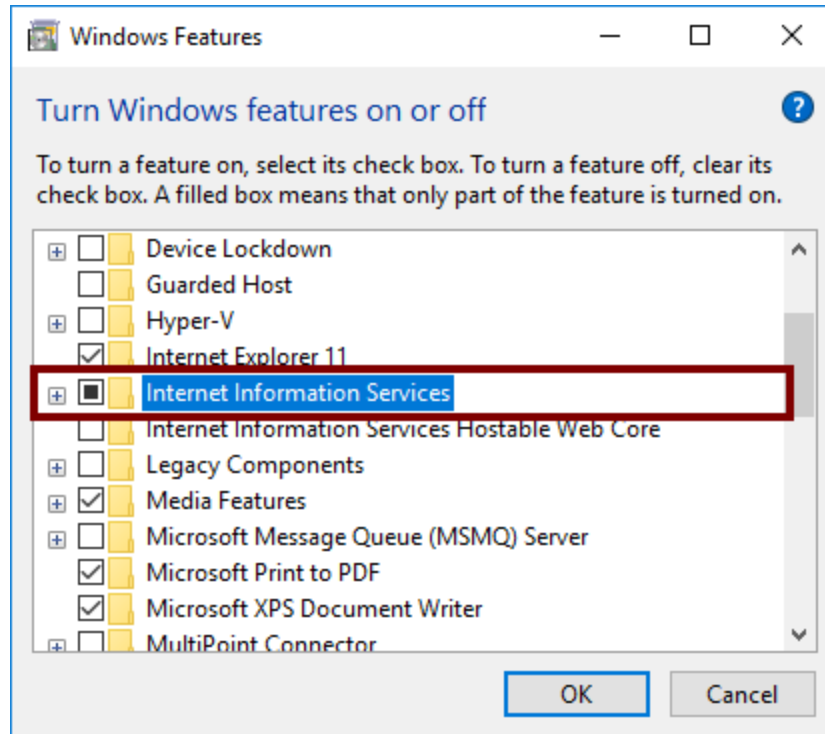 Windows Features
Turn Windows features on or off
?
To turn a feature on, select its check box. To turn a feature off, clear its
check box. A filled box means that only part of the feature is turned on.
Device Lockdown
Guarded Host
Hyper-V
Internet Explorer 11
Internet Information Services
Internet Information Services Hostable Web Core
Legacy Components
Media Features
Microsoft Message Queue (MSMQ) Server
Microsoft Print to PDF
Microsoft XPS Document Writer
MultiPoint Connector
OK Cancel